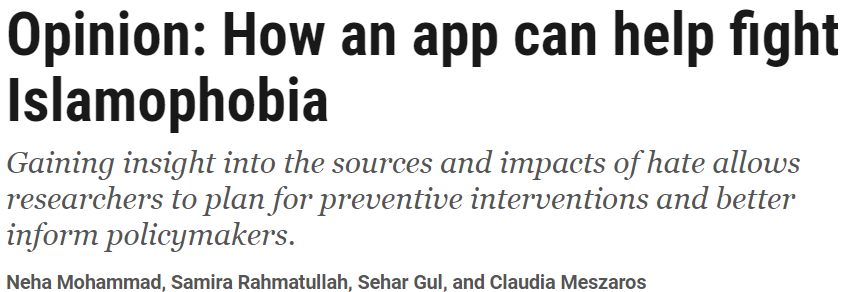 Opinion: How an app can help fight
Islamophobia
Gaining insight into the sources and impacts of hate allows
researchers to plan for preventive interventions and better
inform policymakers.
Neha Mohammad, Samira Rahmatullah, Sehar Gul, and Claudia Meszaros